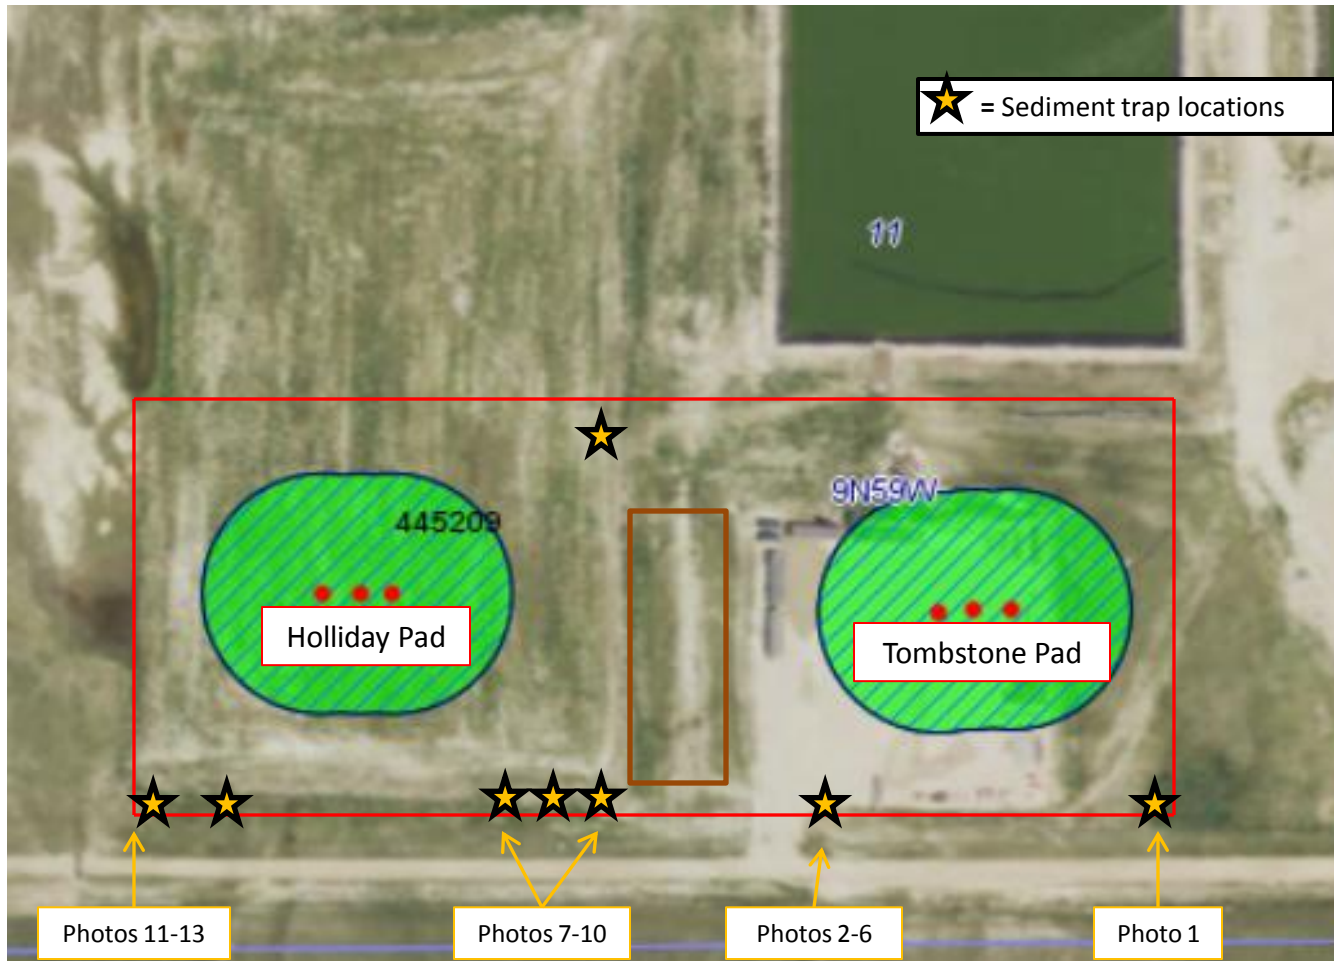 = Sediment trap locations
11
9N59W
445209
Holliday Pad
Tombstone Pad
Photos 11-13
Photos 7-10
Photos 2-6
Photo 1